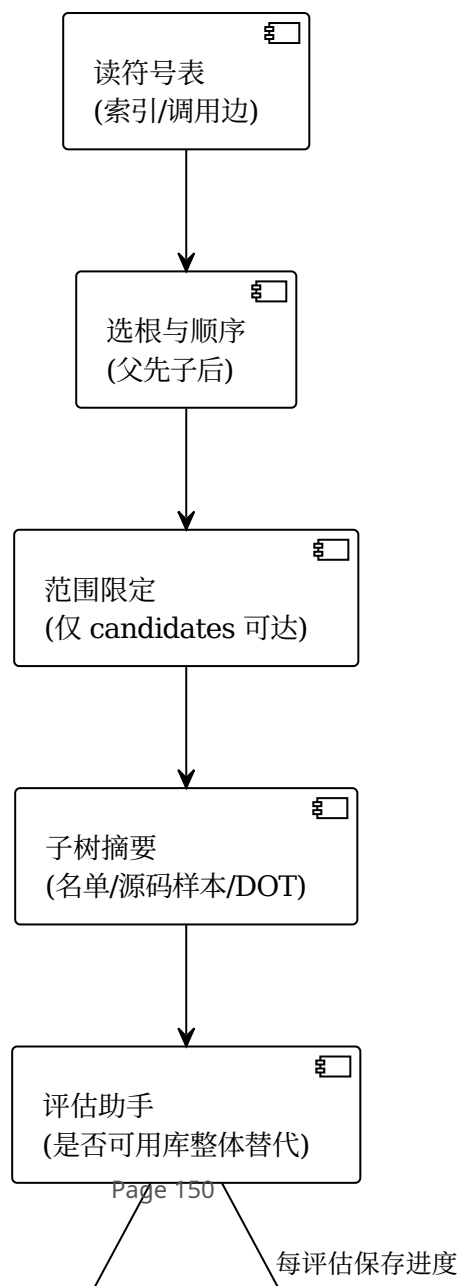 读符号表
(索引/调用边)
选根与顺序
(父先子后)
范围限定
(仅 candidates 可达)
子树摘要
(名单/源码样本/DOT)
评估助手
(是否可用库整体替代)
Page 150
每评估保存进度